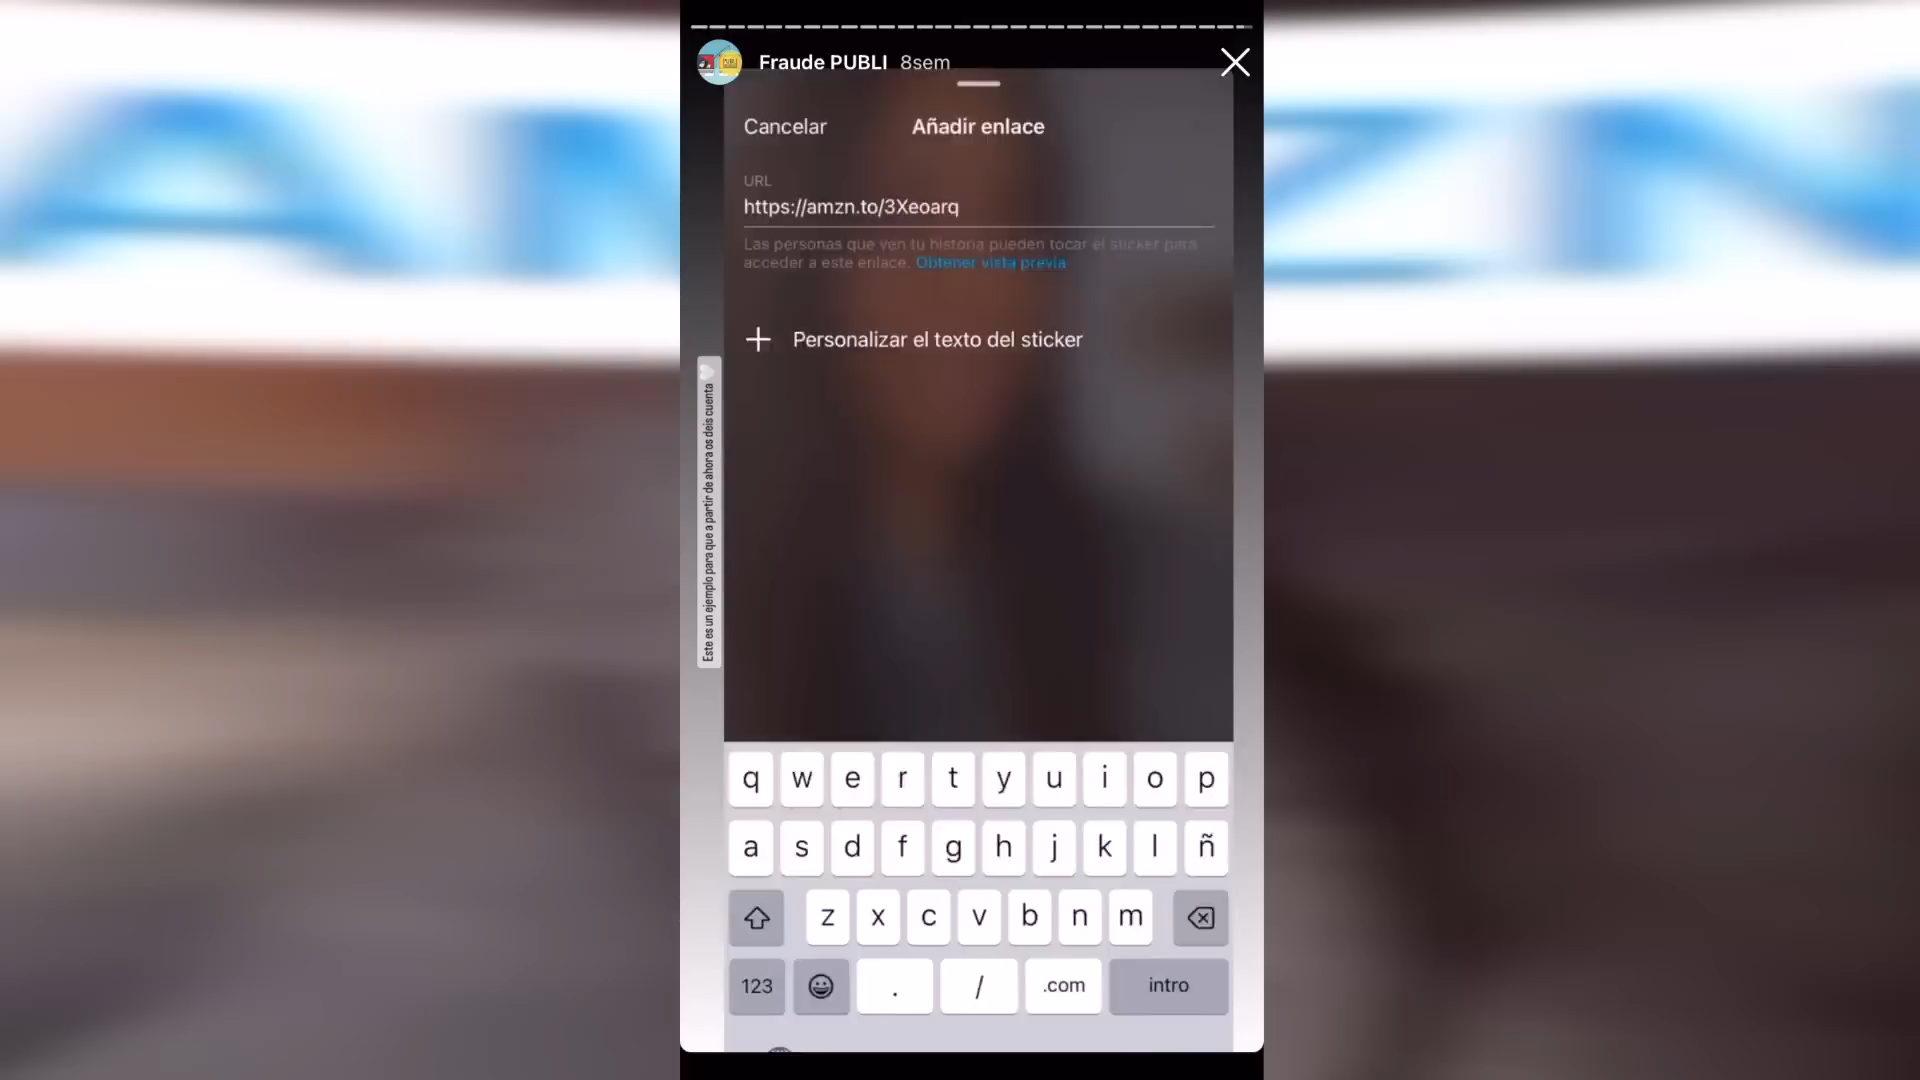 Fraude PUBLI 8sem
Cancelar Añadir enlace
URL
https://amzn.to/3Xeoarq
Las personas que ven tu historia pueden tocar el sticker para
acceder a este enlace. Obtener vista previa
Personalizar el texto del sticker
Este es un ejemplo para que a partir de ahora os deis cuenta
q w e r t y u i o p
a s d f g h j k l ñ
z x c v b n m
123 . / .com intro